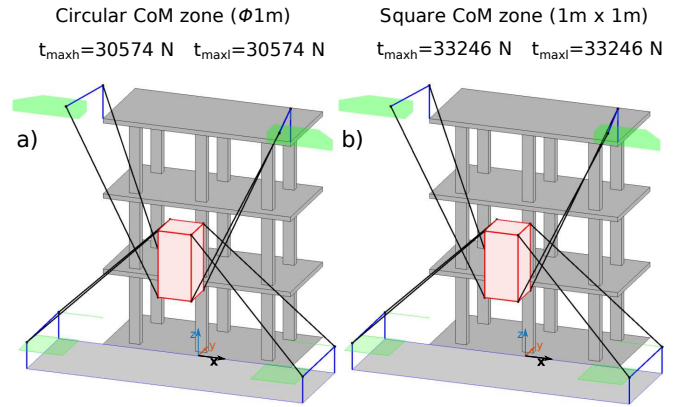 Circular CoM zone (Φ1m)
t_maxh=30574 N t_maxl=30574 N
a)
z
y
x
Square CoM zone (1m x 1m)
t_maxh=33246 N t_maxl=33246 N
b)
z
y
x